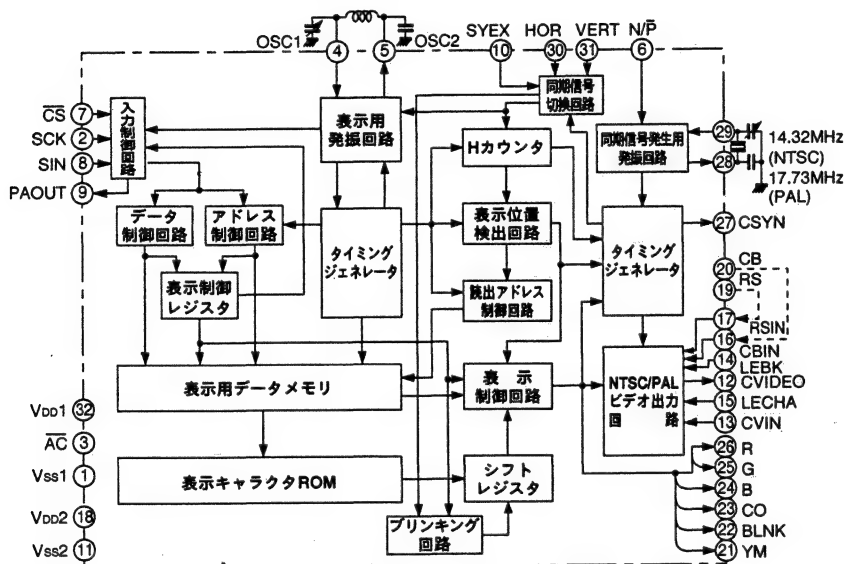 OSC1
④
⑤
OSC2
SYEX
⑩
HOR
㉚
VERT
㉛
N/P̅
⑥
C̅S̅
⑦
SCK
②
SIN
⑧
PAOUT
⑨
入力制御回路
表示用
発振回路
同期信号
切換回路
同期信号発生用
発振回路
㉙
㉘
14.32MHz
(NTSC)
17.73MHz
(PAL)
Hカウンタ
データ
制御回路
アドレス
制御回路
タイミング
ジェネレータ
表示位置
検出回路
タイミング
ジェネレータ
㉗
CSYN
表示制御
レジスタ
読出アドレス
制御回路
CB
⑳
RS
⑲
⑰
RSIN
⑯
CBIN
⑭
LEBK
⑫
CVIDEO
⑮
LECHA
⑬
CVIN
表示用データメモリ
表示
制御回路
NTSC/PAL
ビデオ出力
回路
VDD1
㉜
A̅C̅
③
VSS1
①
VDD2
⑱
VSS2
⑪
表示キャラクタROM
シフト
レジスタ
ブリンキング
回路
㉖
R
㉕
G
㉔
B
㉓
CO
㉒
BLNK
㉑
YM